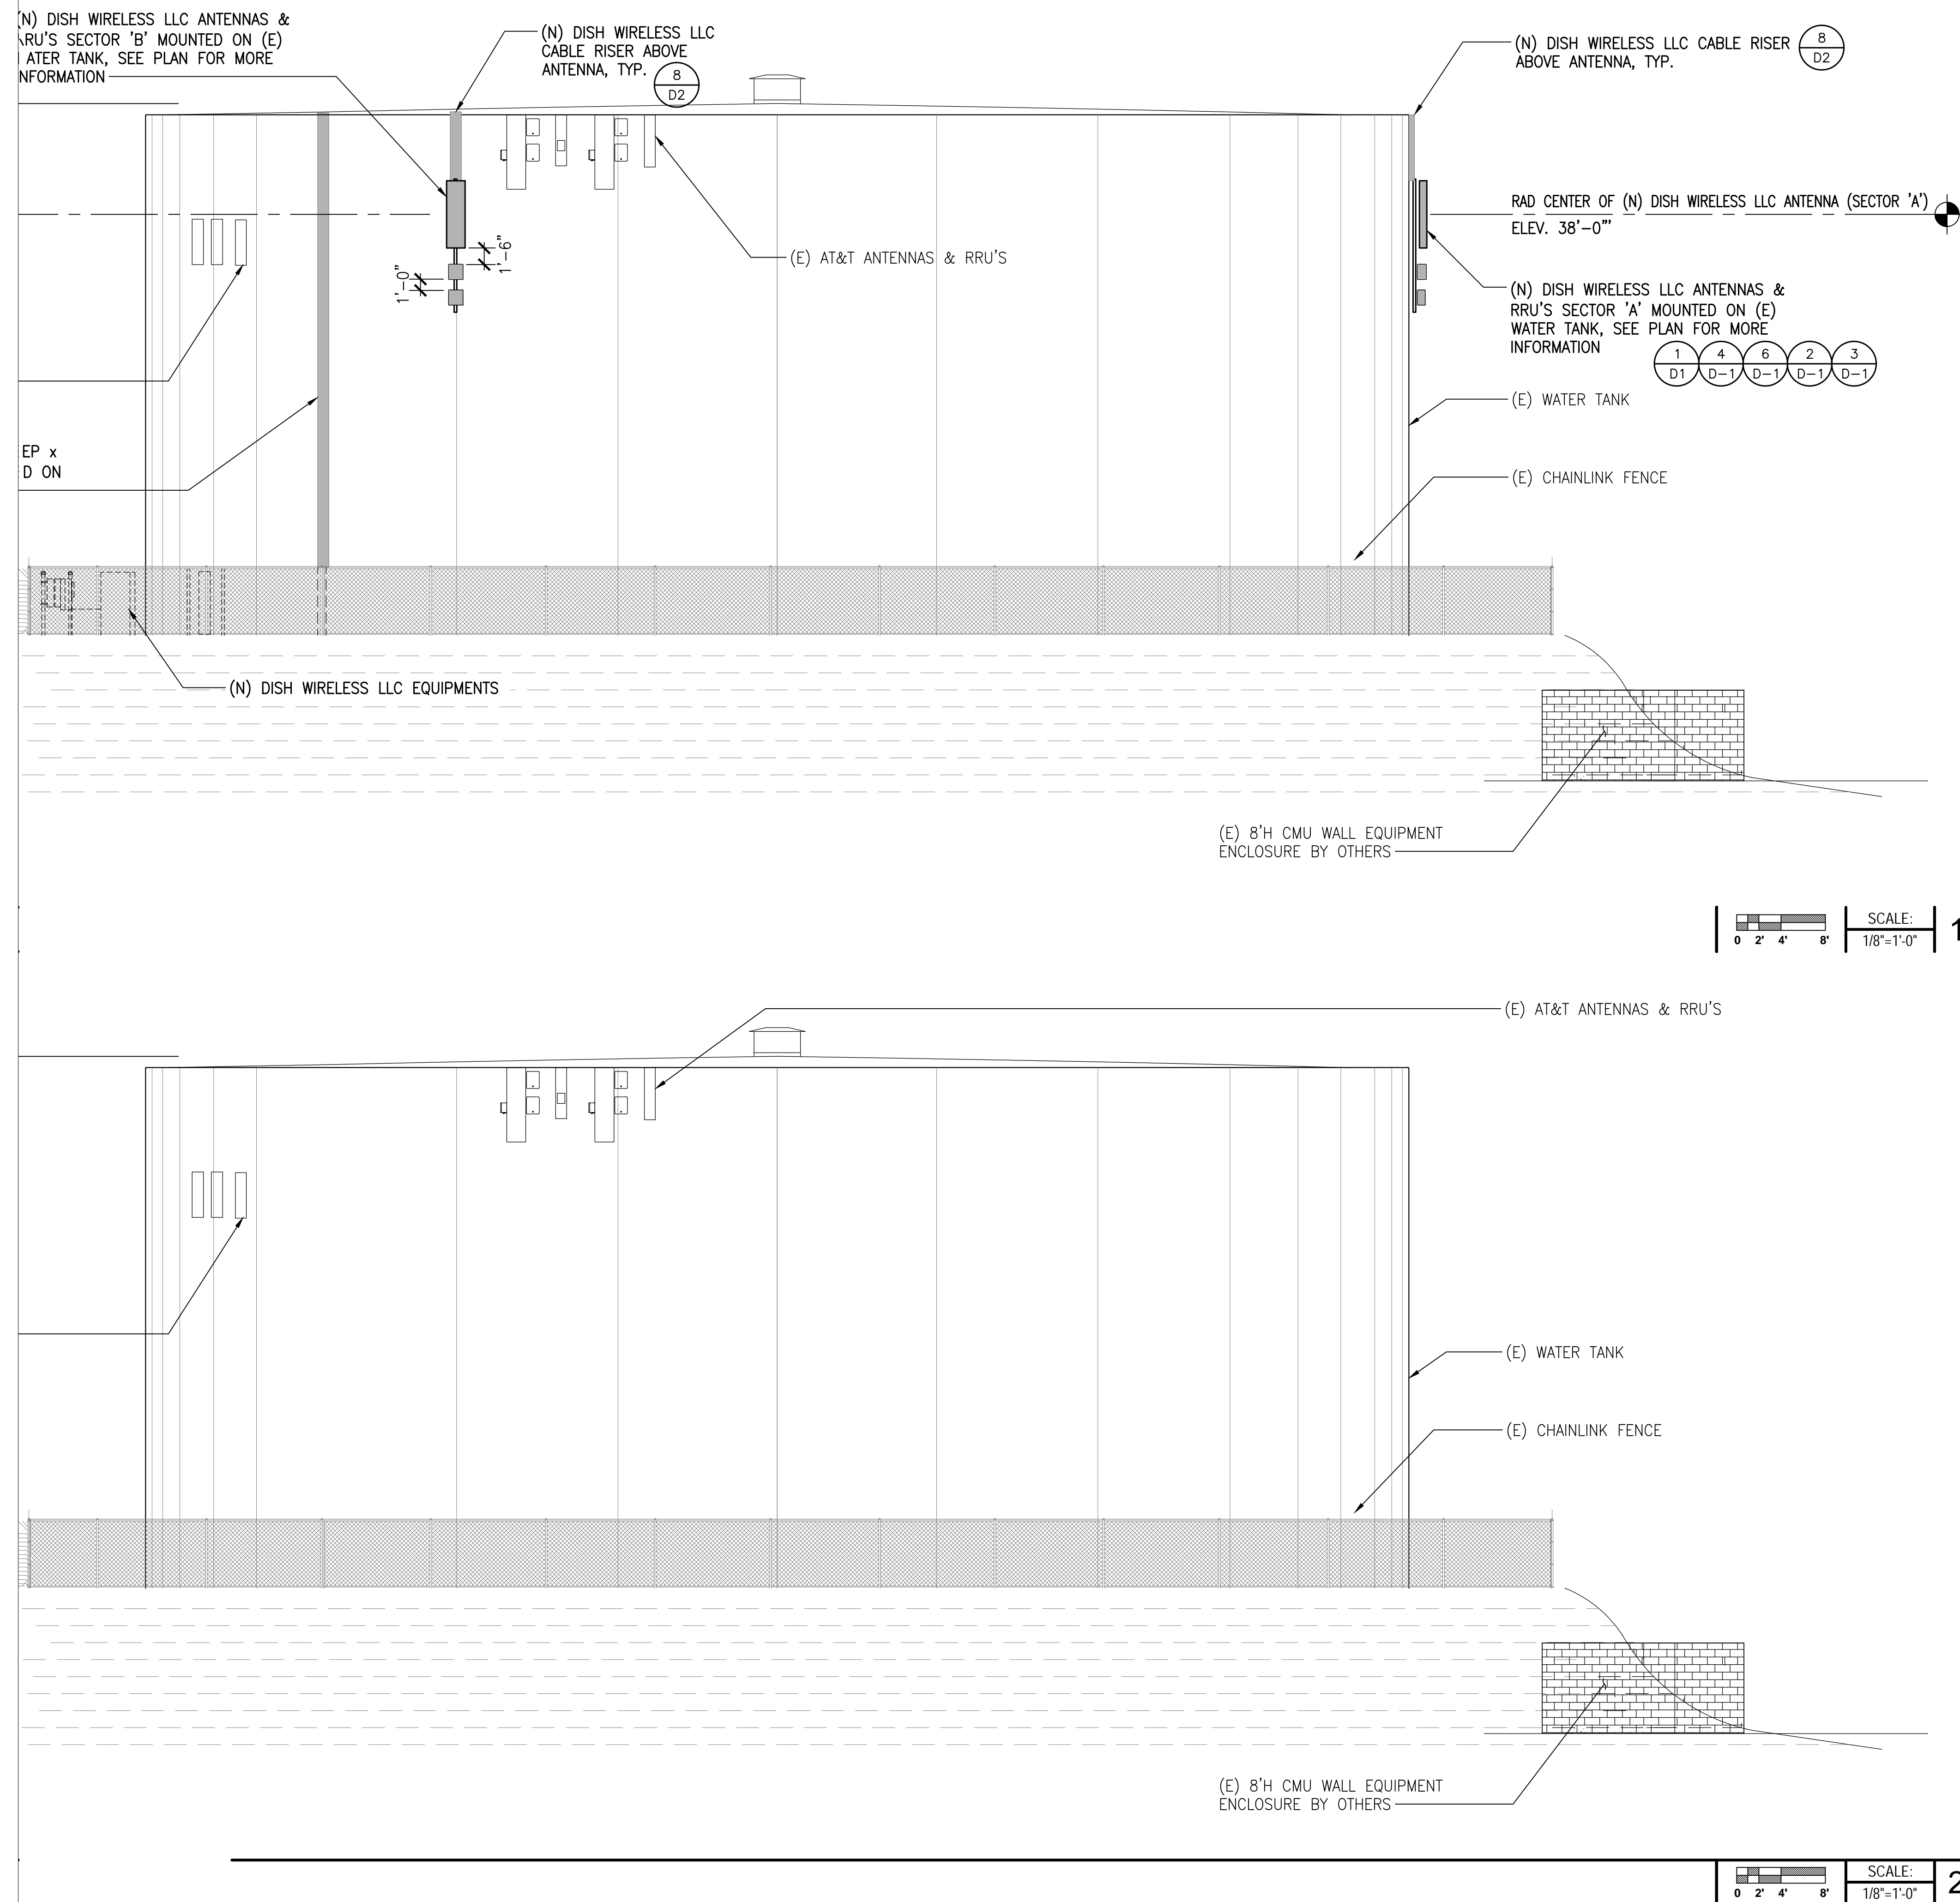 (N) DISH WIRELESS LLC ANTENNAS &
RU'S SECTOR 'B' MOUNTED ON (E)
ATER TANK, SEE PLAN FOR MORE
NFORMATION
(N) DISH WIRELESS LLC
CABLE RISER ABOVE
ANTENNA, TYP.
8
D2
(N) DISH WIRELESS LLC CABLE RISER
ABOVE ANTENNA, TYP.
8
D2
RAD CENTER OF (N) DISH WIRELESS LLC ANTENNA (SECTOR 'A')
ELEV. 38'-0"'
1'-6"
1'-0"
(E) AT&T ANTENNAS & RRU'S
(N) DISH WIRELESS LLC ANTENNAS &
RRU'S SECTOR 'A' MOUNTED ON (E)
WATER TANK, SEE PLAN FOR MORE
INFORMATION
1
D1
4
D-1
6
D-1
2
D-1
3
D-1
(E) WATER TANK
EP x
D ON
(E) CHAINLINK FENCE
(N) DISH WIRELESS LLC EQUIPMENTS
(E) 8'H CMU WALL EQUIPMENT
ENCLOSURE BY OTHERS
0 2' 4' 8'
SCALE:
1/8"=1'-0"
1
(E) AT&T ANTENNAS & RRU'S
(E) WATER TANK
(E) CHAINLINK FENCE
(E) 8'H CMU WALL EQUIPMENT
ENCLOSURE BY OTHERS
0 2' 4' 8'
SCALE:
1/8"=1'-0"
2